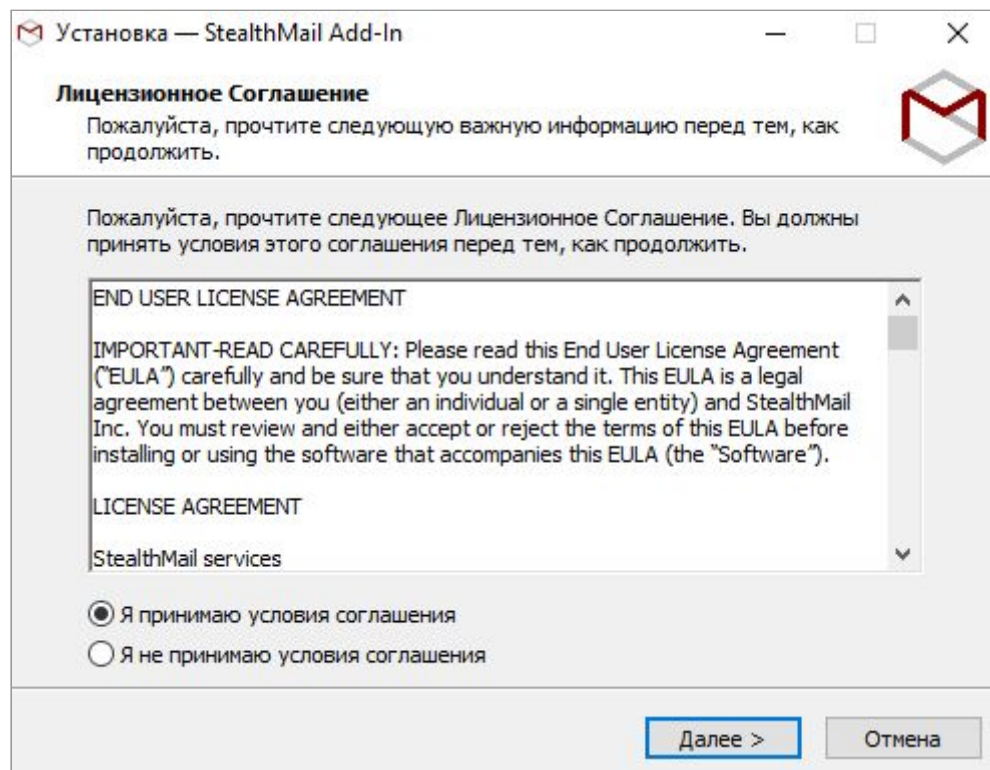 Установка — StealthMail Add-In
Лицензионное Соглашение
Пожалуйста, прочтите следующую важную информацию перед тем, как
продолжить.
Пожалуйста, прочтите следующее Лицензионное Соглашение. Вы должны
принять условия этого соглашения перед тем, как продолжить.
END USER LICENSE AGREEMENT
IMPORTANT-READ CAREFULLY: Please read this End User License Agreement
(“EULA”) carefully and be sure that you understand it. This EULA is a legal
agreement between you (either an individual or a single entity) and StealthMail
Inc. You must review and either accept or reject the terms of this EULA before
installing or using the software that accompanies this EULA (the “Software”).
LICENSE AGREEMENT
StealthMail services
Я принимаю условия соглашения
Я не принимаю условия соглашения
Далее >
Отмена